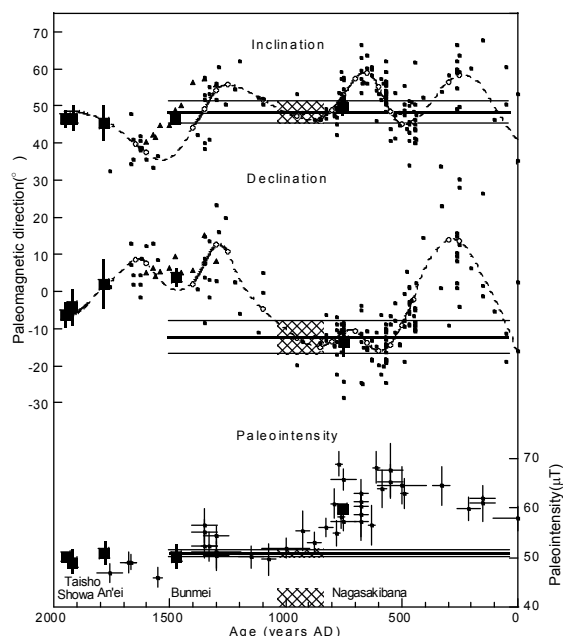 Inclination
70
60
50
40
30
20
Declination
10
0
-10
-20
-30
Paleomagnetic direction(°)
Paleointensity
70
60
50
40
Paleointensity(μT)
Taisho
Showa
An'ei
Bunmei
Nagasakibana
2000
1500
1000
500
0
Age (years AD)